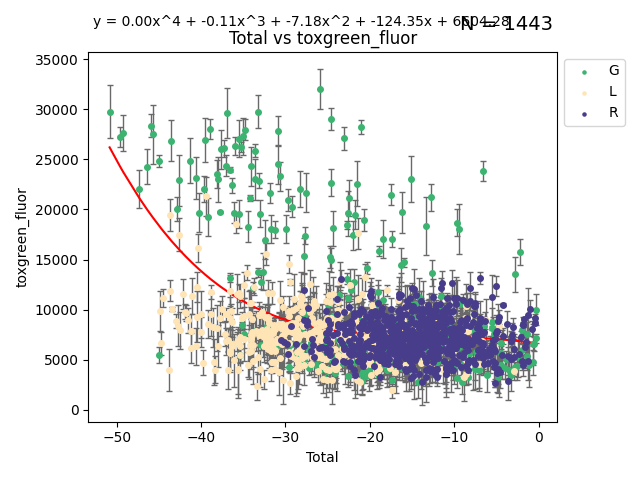 y = 0.00x^4 + -0.11x^3 + -7.18x^2 + -124.35x + 6604.28
N = 1443
Total vs toxgreen_fluor
35000
30000
25000
20000
15000
10000
5000
0
toxgreen_fluor
−50 −40 −30 −20 −10 0
Total
G
L
R